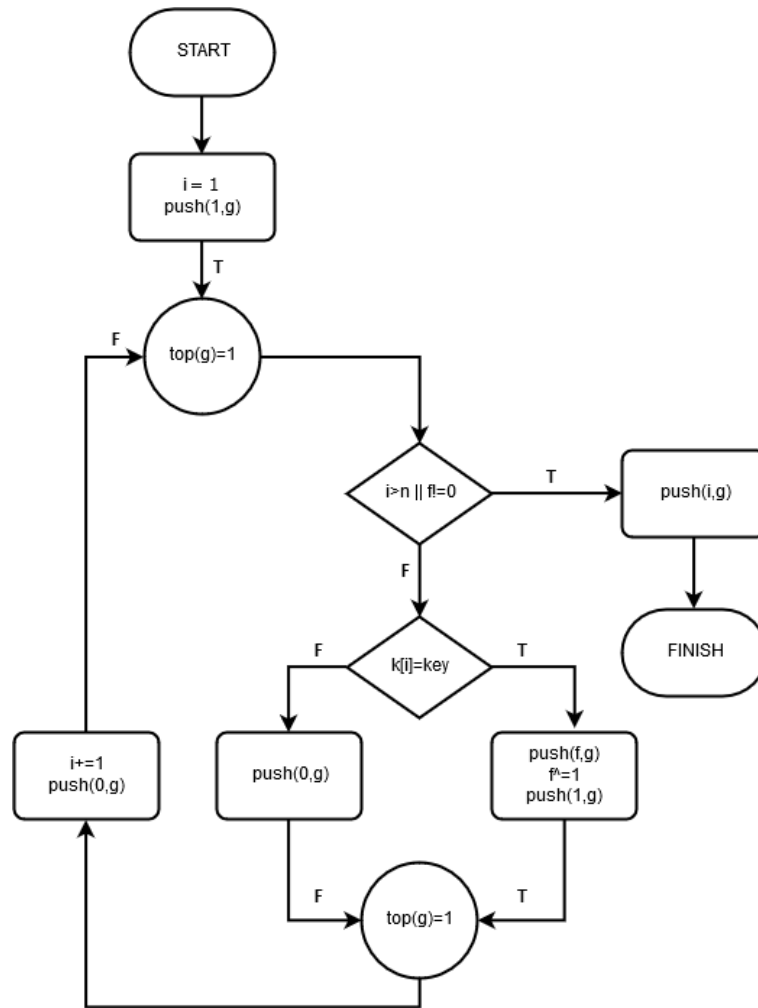 START
i = 1
push(1,g)
T
F
top(g)=1
i>n || f!=0
T
push(i,g)
F
FINISH
k[i]=key
F
T
i+=1
push(0,g)
push(0,g)
push(f,g)
f^=1
push(1,g)
F
T
top(g)=1